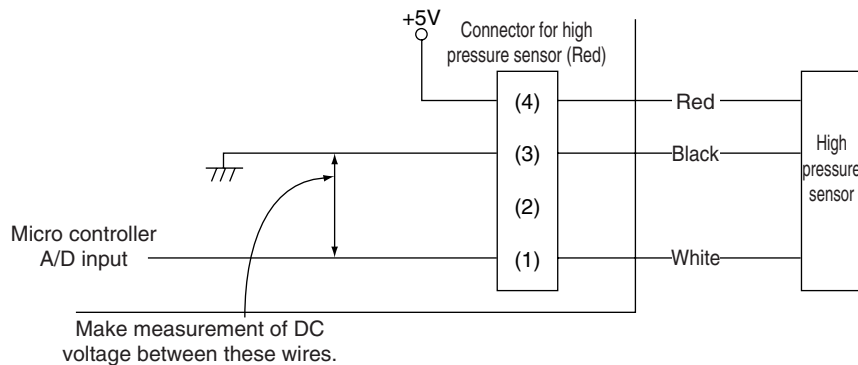 +5V
Connector for high
pressure sensor (Red)
(4)
Red
(3)
Black
High
pressure
sensor
(2)
Micro controller
A/D input
(1)
White
Make measurement of DC
voltage between these wires.